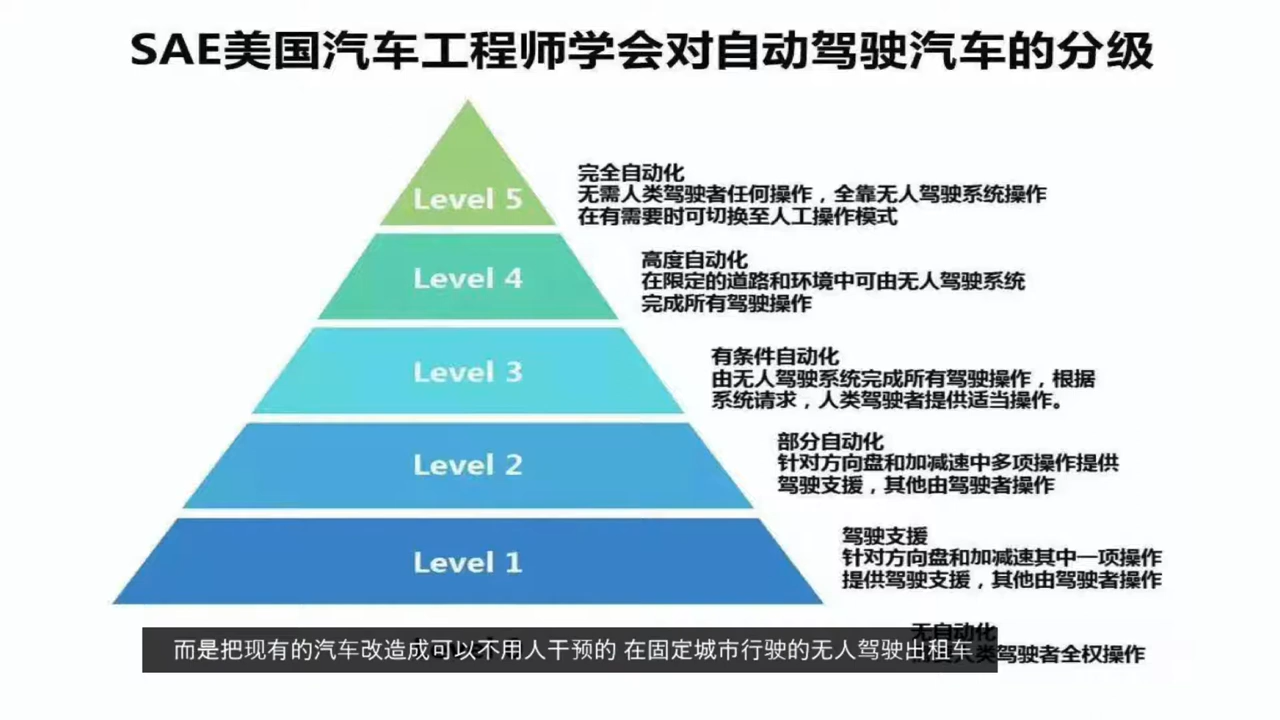 SAE美国汽车工程师学会对自动驾驶汽车的分级
Level 5
完全自动化
无需人类驾驶者任何操作，全靠无人驾驶系统操作
在有需要时可切换至人工操作模式
Level 4
高度自动化
在限定的道路和环境中可由无人驾驶系统
完成所有驾驶操作
Level 3
有条件自动化
由无人驾驶系统完成所有驾驶操作，根据
系统请求，人类驾驶者提供适当操作。
Level 2
部分自动化
针对方向盘和加减速中多项操作提供
驾驶支援，其他由驾驶者操作
Level 1
驾驶支援
针对方向盘和加减速其中一项操作
提供驾驶支援，其他由驾驶者操作
无自动化
人类驾驶者全权操作
而是把现有的汽车改造成可以不用人干预的 在固定城市行驶的无人驾驶出租车